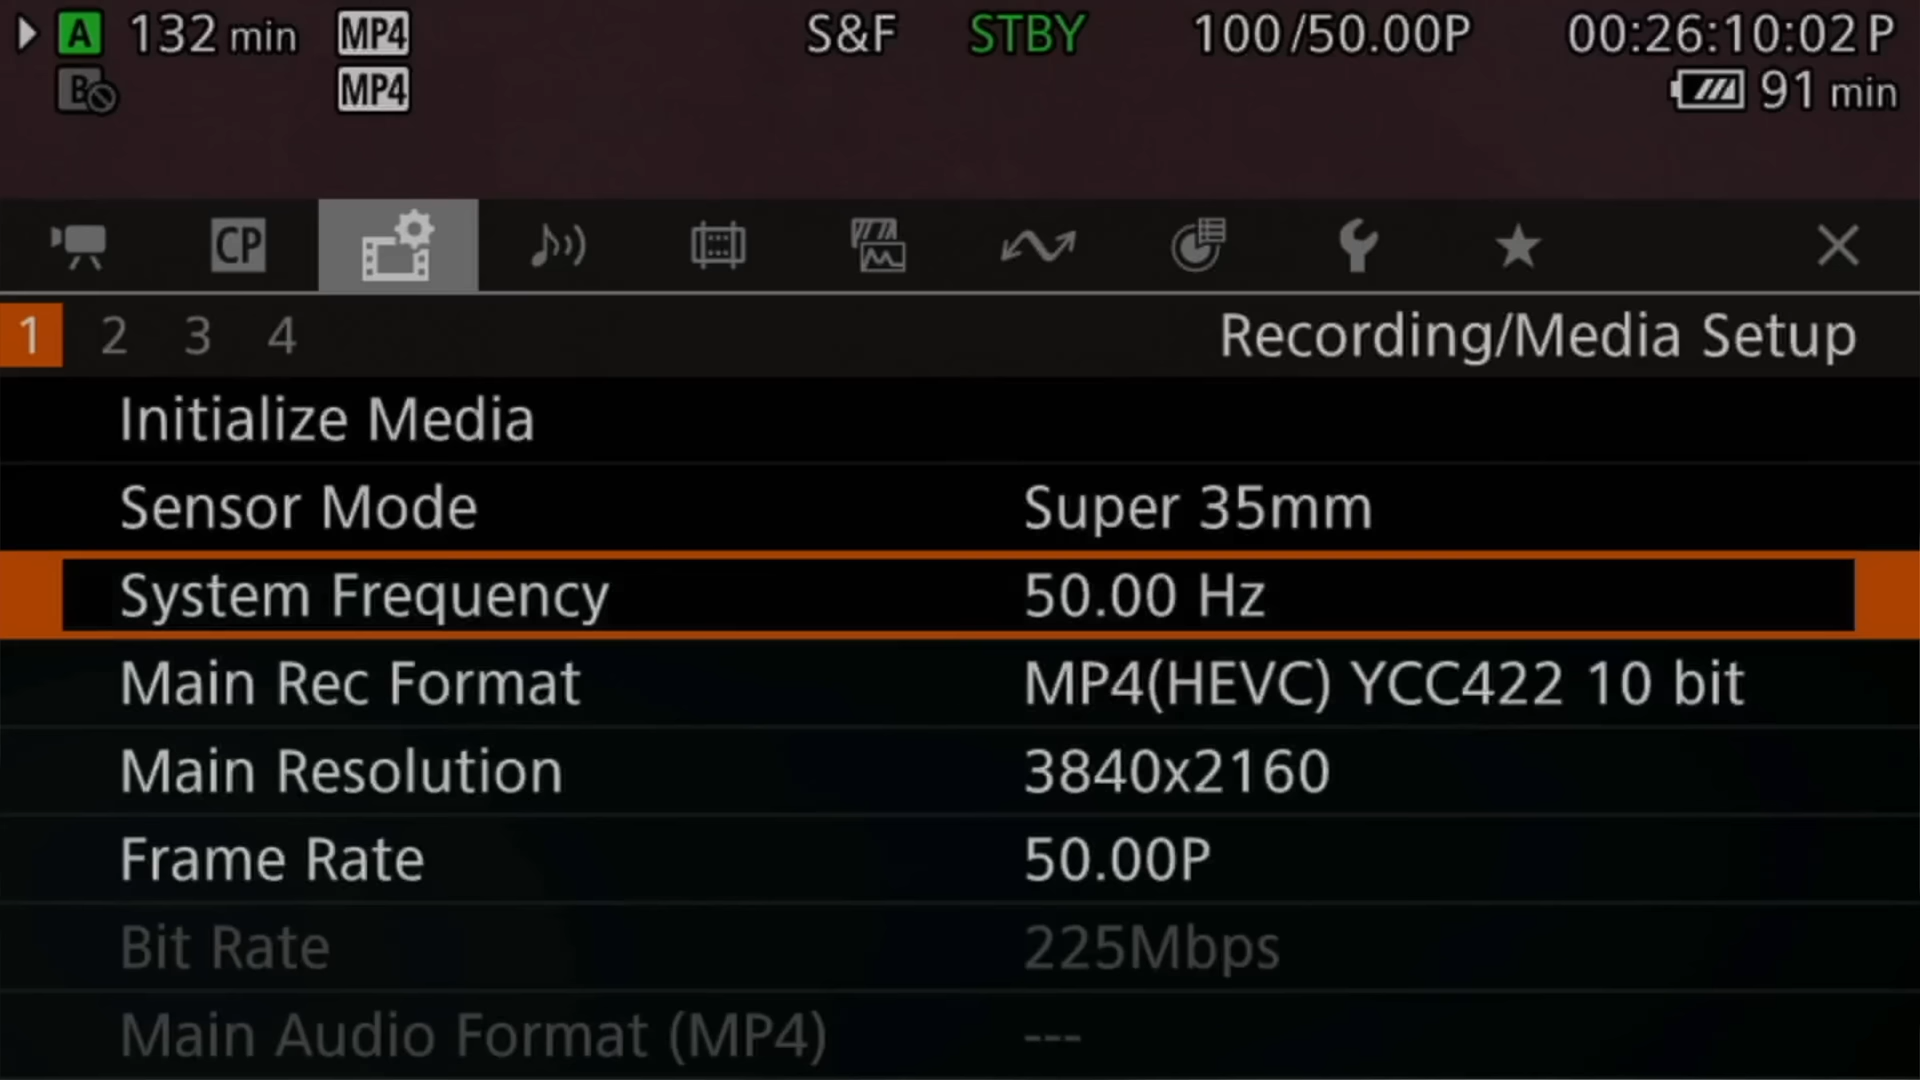 A 132 min MP4 S&F STBY 100/50.00P 00:26:10:02 P
B MP4 91 min
CP
1 2 3 4 Recording/Media Setup
Initialize Media
Sensor Mode Super 35mm
System Frequency 50.00 Hz
Main Rec Format MP4(HEVC) YCC422 10 bit
Main Resolution 3840x2160
Frame Rate 50.00P
Bit Rate 225Mbps
Main Audio Format (MP4) ---